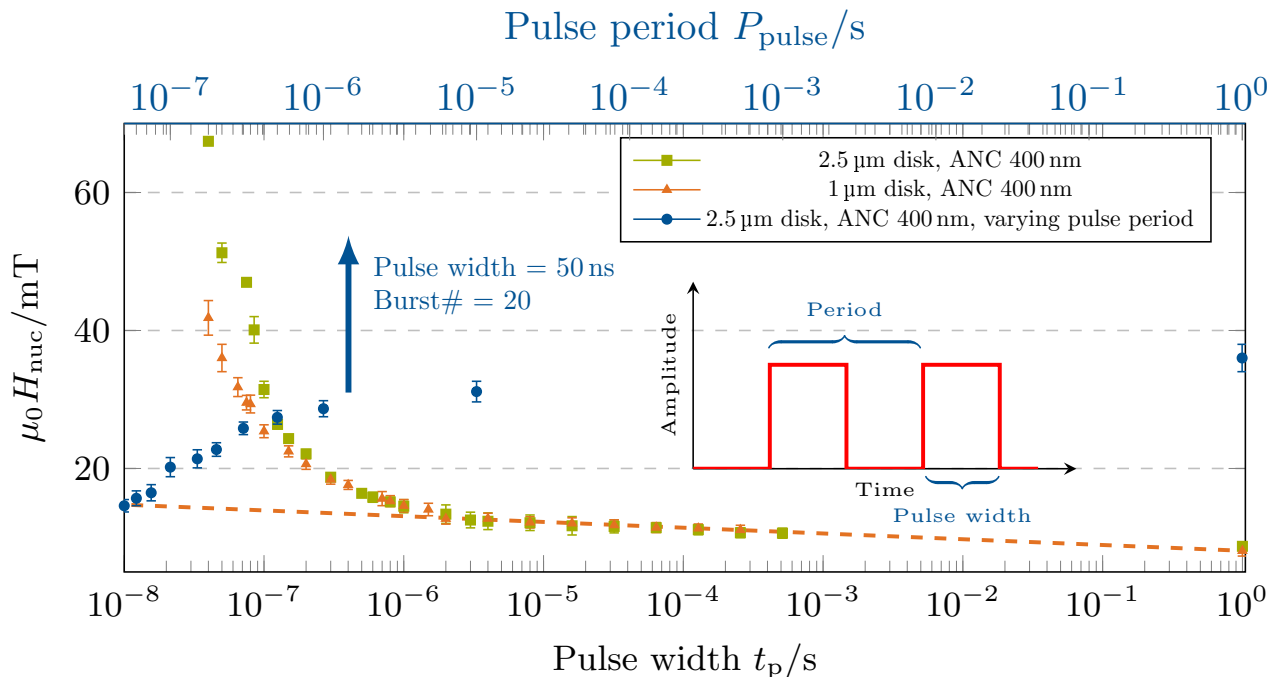 Pulse period P_pulse/s
10^-7 10^-6 10^-5 10^-4 10^-3 10^-2 10^-1 10^0
2.5 µm disk, ANC 400 nm
1 µm disk, ANC 400 nm
2.5 µm disk, ANC 400 nm, varying pulse period
60
40
20
µ₀H_nuc/mT
Pulse width = 50 ns
Burst# = 20
Period
Amplitude
Time
Pulse width
10^-8 10^-7 10^-6 10^-5 10^-4 10^-3 10^-2 10^-1 10^0
Pulse width t_p/s